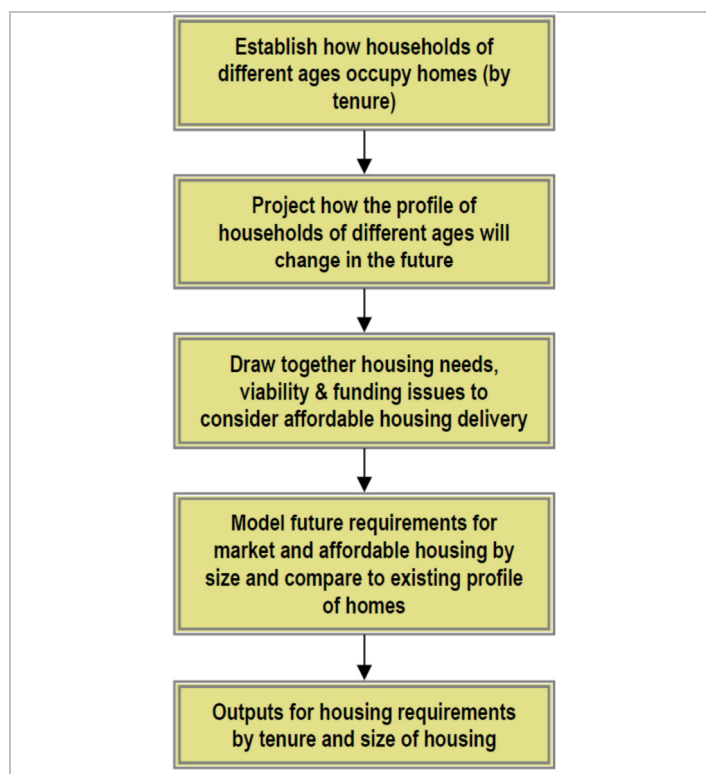 Establish how households of
different ages occupy homes (by
tenure)
Project how the profile of
households of different ages will
change in the future
Draw together housing needs,
viability & funding issues to
consider affordable housing delivery
Model future requirements for
market and affordable housing by
size and compare to existing profile
of homes
Outputs for housing requirements
by tenure and size of housing